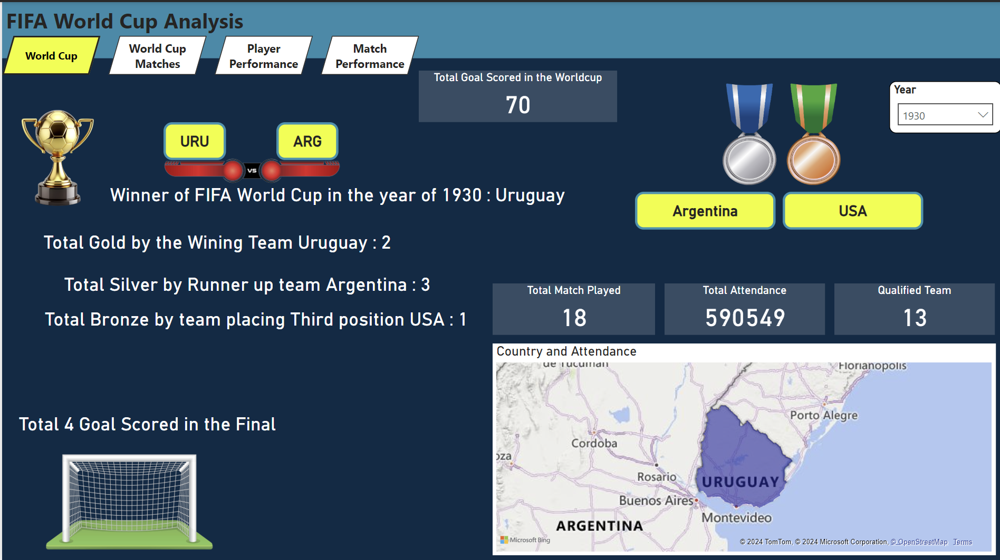 FIFA World Cup Analysis
World Cup
World Cup
Matches
Player
Performance
Match
Performance
Total Goal Scored in the Worldcup
70
Year
1930
URU
ARG
VS
Winner of FIFA World Cup in the year of 1930 : Uruguay
Argentina
USA
Total Gold by the Wining Team Uruguay : 2
Total Silver by Runner up team Argentina : 3
Total Bronze by team placing Third position USA : 1
Total Match Played
18
Total Attendance
590549
Qualified Team
13
Country and Attendance
de Tucumán
Florianopolis
Porto Alegre
Cordoba
oza
Rosario
URUGUAY
Buenos Aires
Montevideo
ARGENTINA
Microsoft Bing
© 2024 TomTom, © 2024 Microsoft Corporation, © OpenStreetMap Terms
Total 4 Goal Scored in the Final